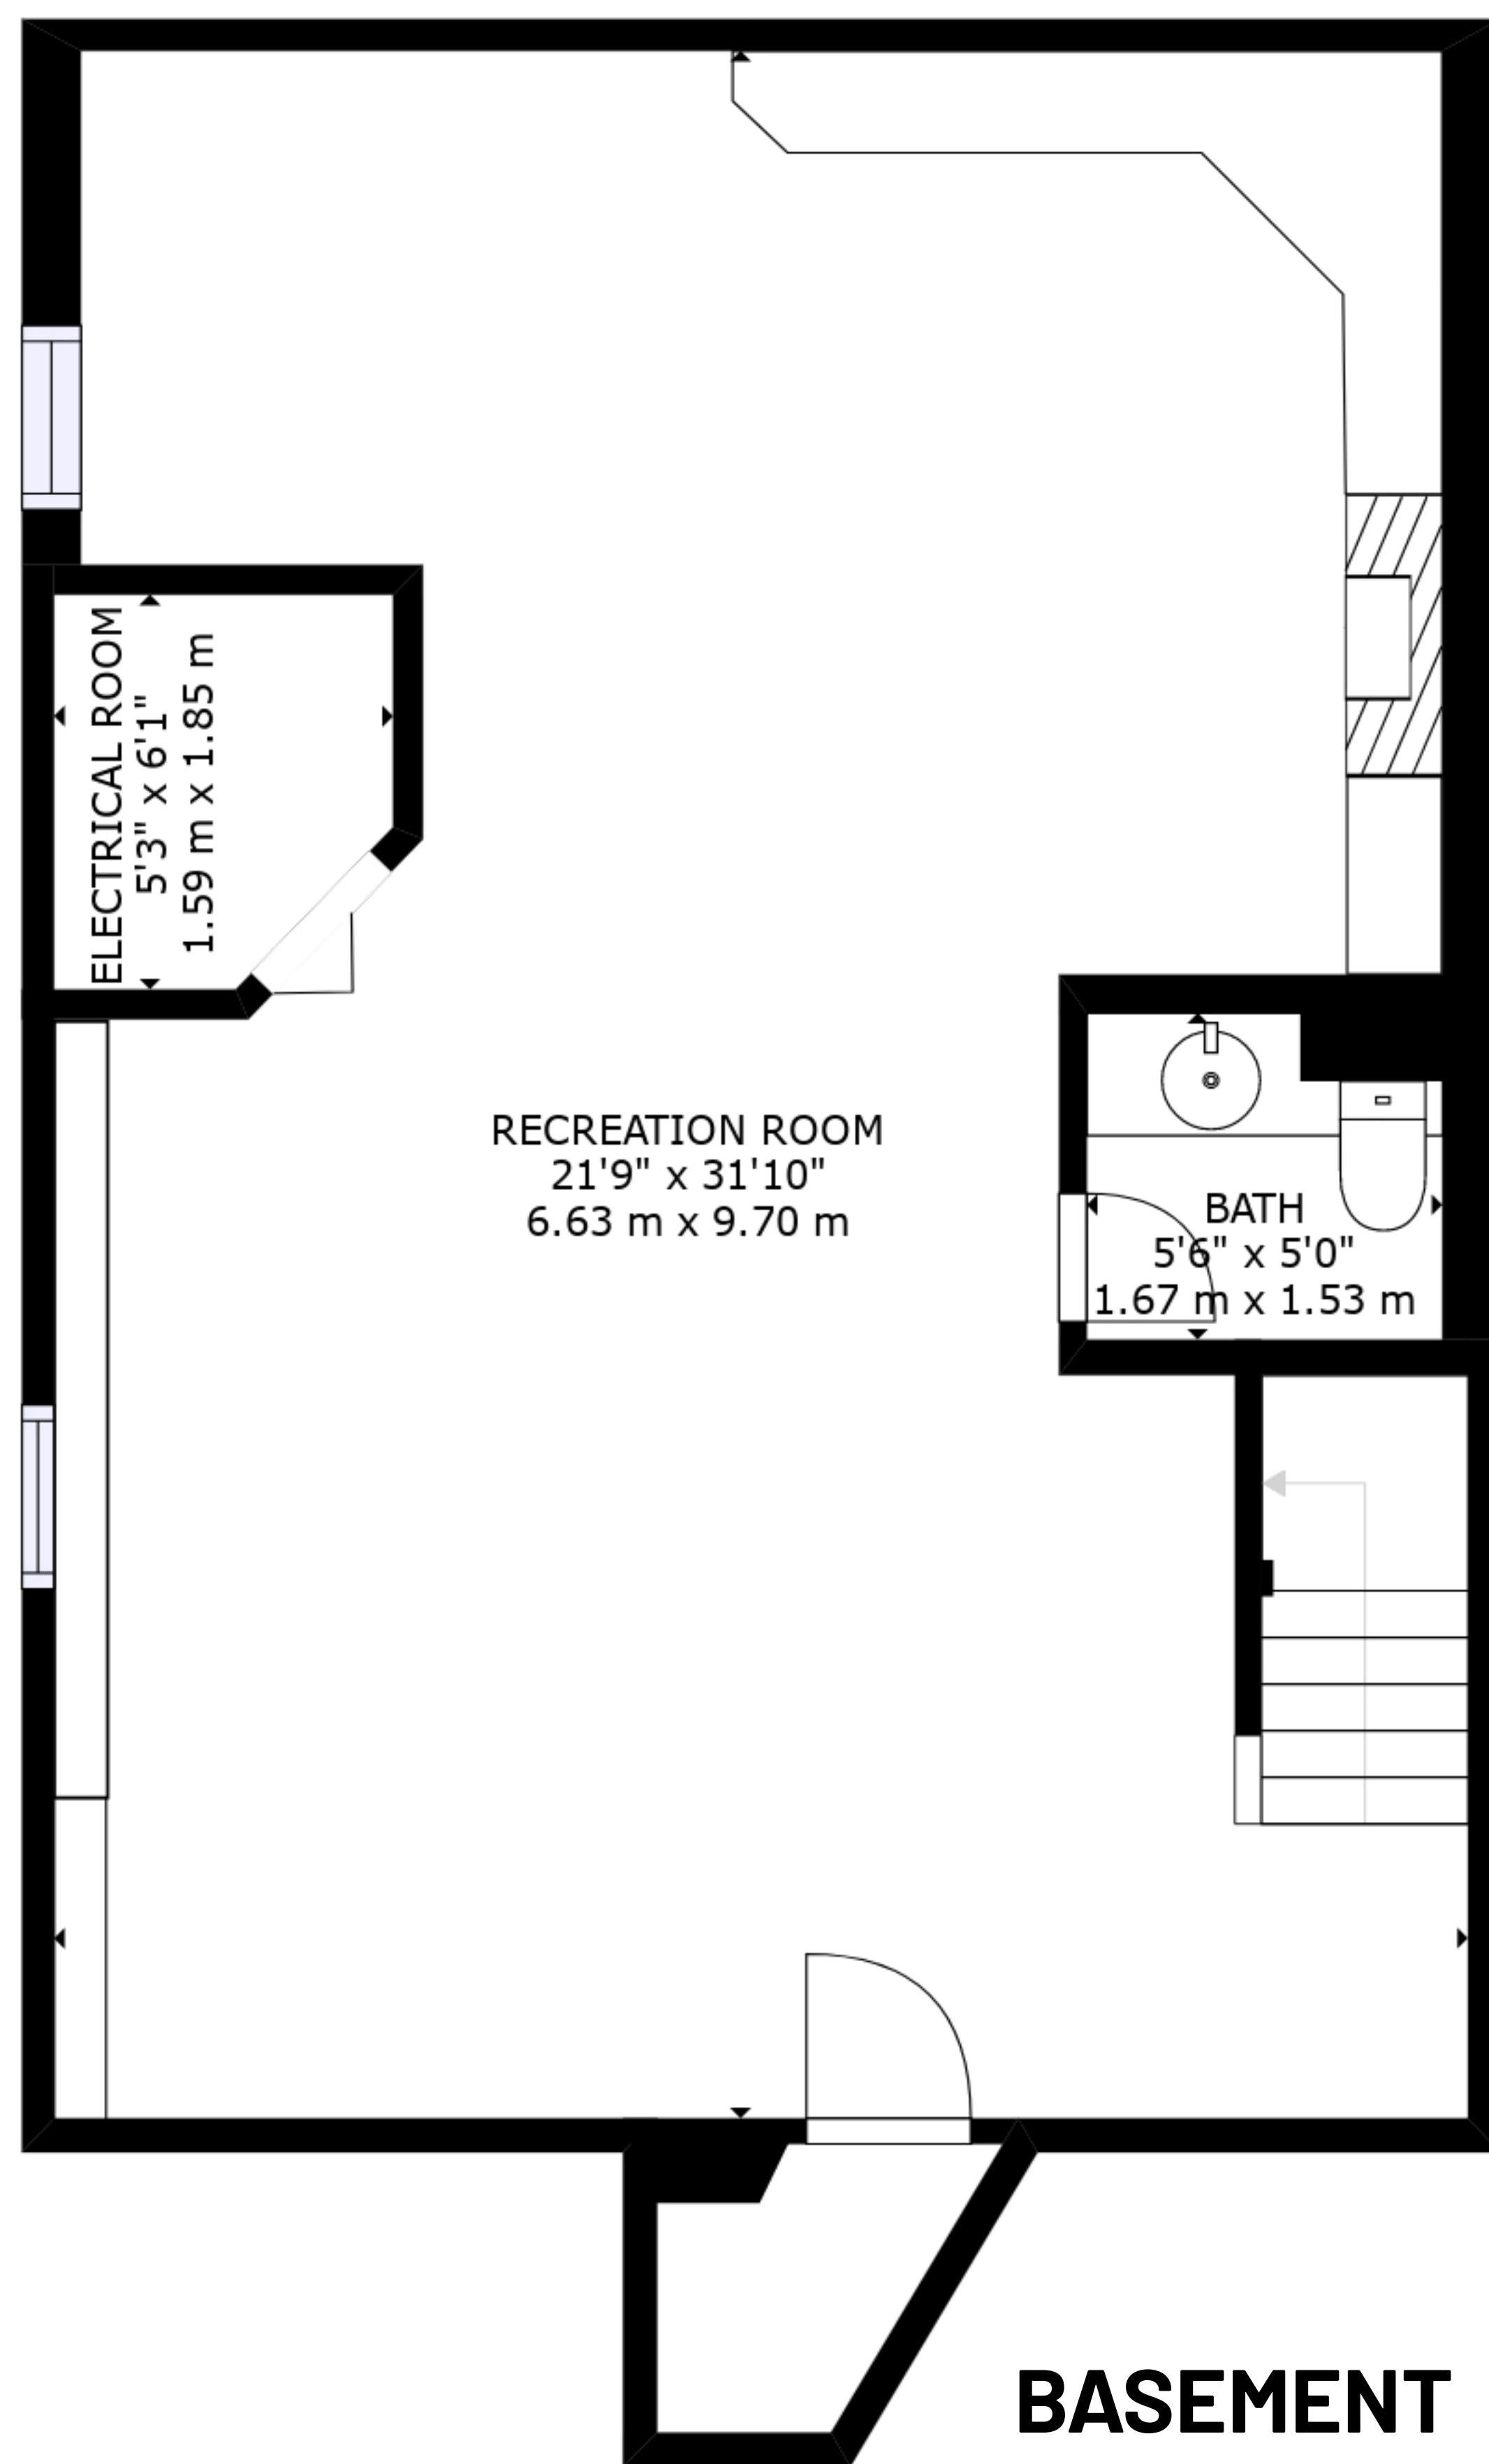 ELECTRICAL ROOM
5'3" x 6'1"
1.59 m x 1.85 m
RECREATION ROOM
21'9" x 31'10"
6.63 m x 9.70 m
BATH
5'6" x 5'0"
1.67 m x 1.53 m
BASEMENT